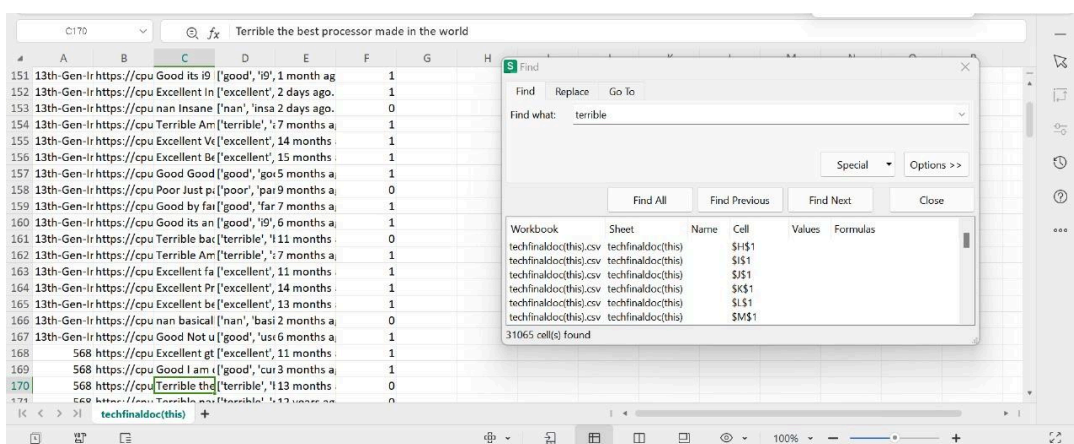 C170 fx Terrible the best processor made in the world
A B C D E F G H
151 13th-Gen-Ir https://cpu Good its i9 ['good', 'i9', 1 month ag 1
152 13th-Gen-Ir https://cpu Excellent In ['excellent', 2 days ago. 1
153 13th-Gen-Ir https://cpu nan Insane ['nan', 'insa 2 days ago. 0
154 13th-Gen-Ir https://cpu Terrible Am ['terrible', 7 months a 1
155 13th-Gen-Ir https://cpu Excellent Ve ['excellent', 14 months 1
156 13th-Gen-Ir https://cpu Excellent Be ['excellent', 15 months 1
157 13th-Gen-Ir https://cpu Good Good ['good', 'goo 5 months a 1
158 13th-Gen-Ir https://cpu Poor Just pa ['poor', 'par 9 months a 0
159 13th-Gen-Ir https://cpu Good by fa ['good', 'far 7 months a 1
160 13th-Gen-Ir https://cpu Good its an ['good', 'i9', 6 months a 1
161 13th-Gen-Ir https://cpu Terrible bac ['terrible', 11 months 0
162 13th-Gen-Ir https://cpu Terrible Am ['terrible', 7 months a 1
163 13th-Gen-Ir https://cpu Excellent fa ['excellent', 11 months 1
164 13th-Gen-Ir https://cpu Excellent Pr ['excellent', 14 months 1
165 13th-Gen-Ir https://cpu Excellent be ['excellent', 13 months 1
166 13th-Gen-Ir https://cpu nan basical ['nan', 'basi 2 months a 0
167 13th-Gen-Ir https://cpu Good Not u ['good', 'use 6 months a 1
168 568 https://cpu Excellent gt ['excellent', 11 months 1
169 568 https://cpu Good I am ['good', 'cur 3 months a 1
170 568 https://cpu Terrible the ['terrible', 13 months 0
techfinaldoc(this) +
100% - +
Find
Find Replace Go To
Find what: terrible
Special Options >>
Find All Find Previous Find Next Close
Workbook Sheet Name Cell Values Formulas
techfinaldoc(this).csv techfinaldoc(this) $H$1
techfinaldoc(this).csv techfinaldoc(this) $I$1
techfinaldoc(this).csv techfinaldoc(this) $J$1
techfinaldoc(this).csv techfinaldoc(this) $K$1
techfinaldoc(this).csv techfinaldoc(this) $L$1
techfinaldoc(this).csv techfinaldoc(this) $M$1
31065 cell(s) found